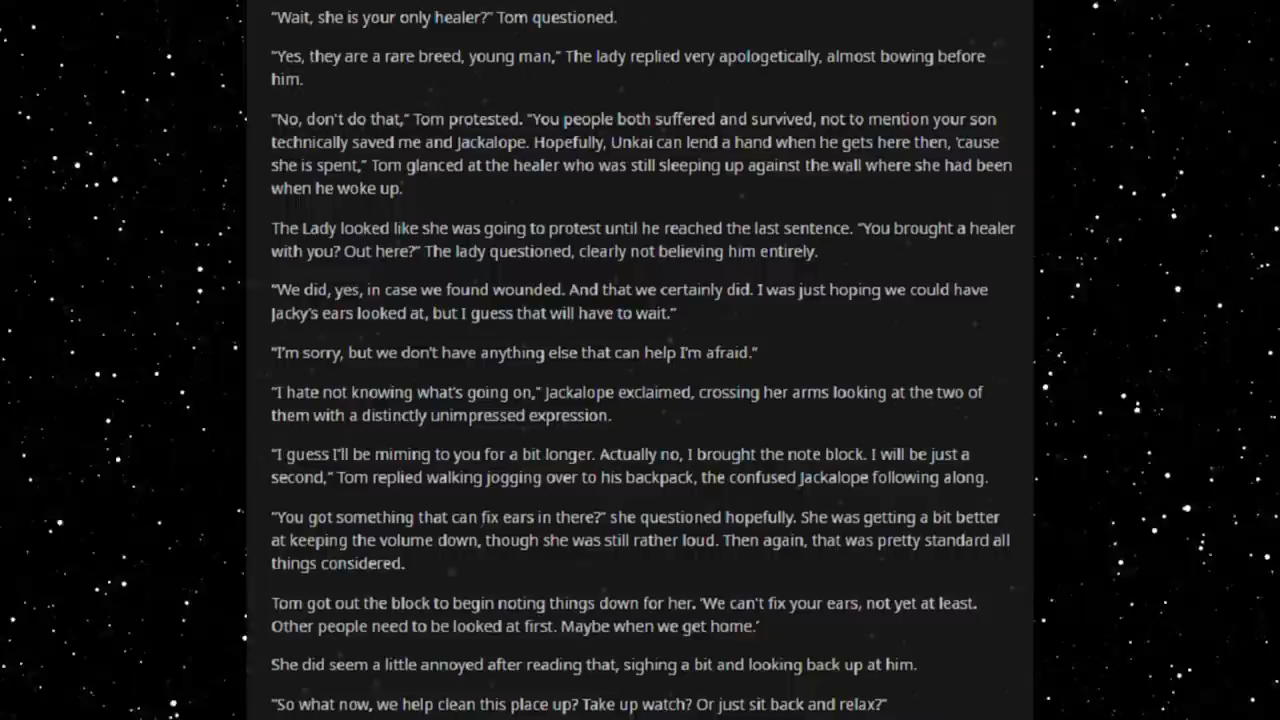 “Wait, she is your only healer?” Tom questioned.
“Yes, they are a rare breed, young man,” The lady replied very apologetically, almost bowing before
him.
“No, don't do that,” Tom protested. “You people both suffered and survived, not to mention your son
technically saved me and Jackalope. Hopefully, Unkai can lend a hand when he gets here then, ‘cause
she is spent,” Tom glanced at the healer who was still sleeping up against the wall where she had been
when he woke up.’
The Lady looked like she was going to protest until he reached the last sentence. “You brought a healer
with you? Out here?” The lady questioned, clearly not believing him entirely.
“We did, yes, in case we found wounded. And that we certainly did. I was just hoping we could have
Jacky’s ears looked at, but I guess that will have to wait.”
“I’m sorry, but we don’t have anything else that can help I’m afraid.”
“I hate not knowing what’s going on,” Jackalope exclaimed, crossing her arms looking at the two of
them with a distinctly unimpressed expression.
“I guess I’ll be miming to you for a bit longer. Actually no, I brought the note block. I will be just a
second,” Tom replied walking jogging over to his backpack, the confused Jackalope following along.
“You got something that can fix ears in there?” she questioned hopefully. She was getting a bit better
at keeping the volume down, though she was still rather loud. Then again, that was pretty standard all
things considered.
Tom got out the block to begin noting things down for her. ‘We can’t fix your ears, not yet at least.
Other people need to be looked at first. Maybe when we get home.’
She did seem a little annoyed after reading that, sighing a bit and looking back up at him.
“So what now, we help clean this place up? Take up watch? Or just sit back and relax?”